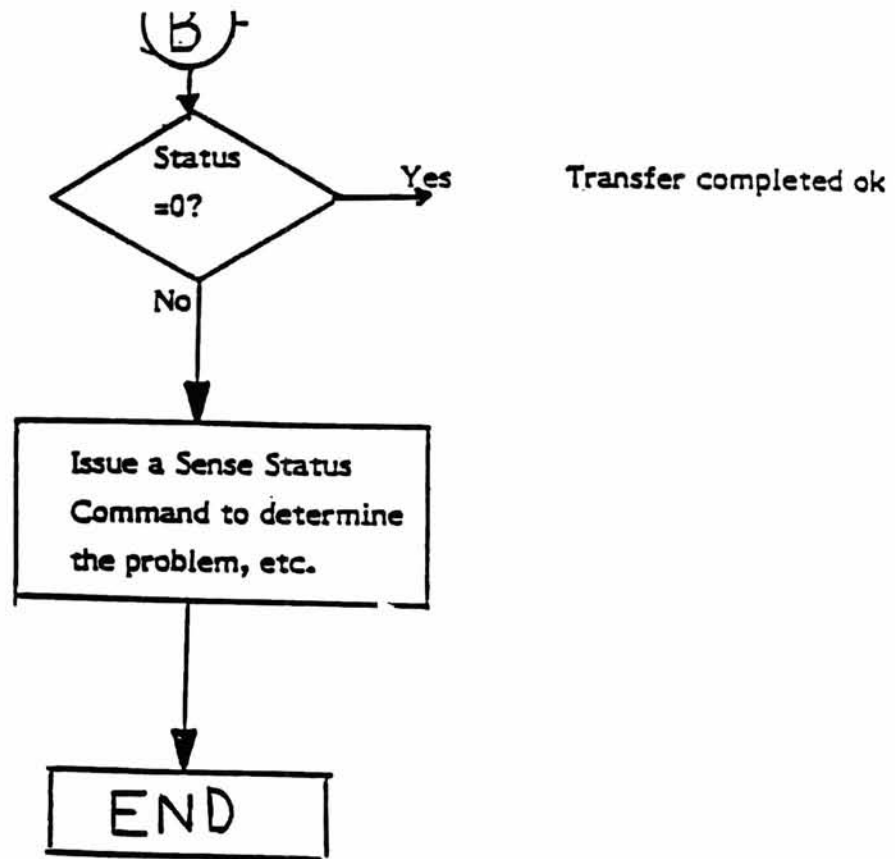 B
Status
=0?
Yes
Transfer completed ok
No
Issue a Sense Status
Command to determine
the problem, etc.
END